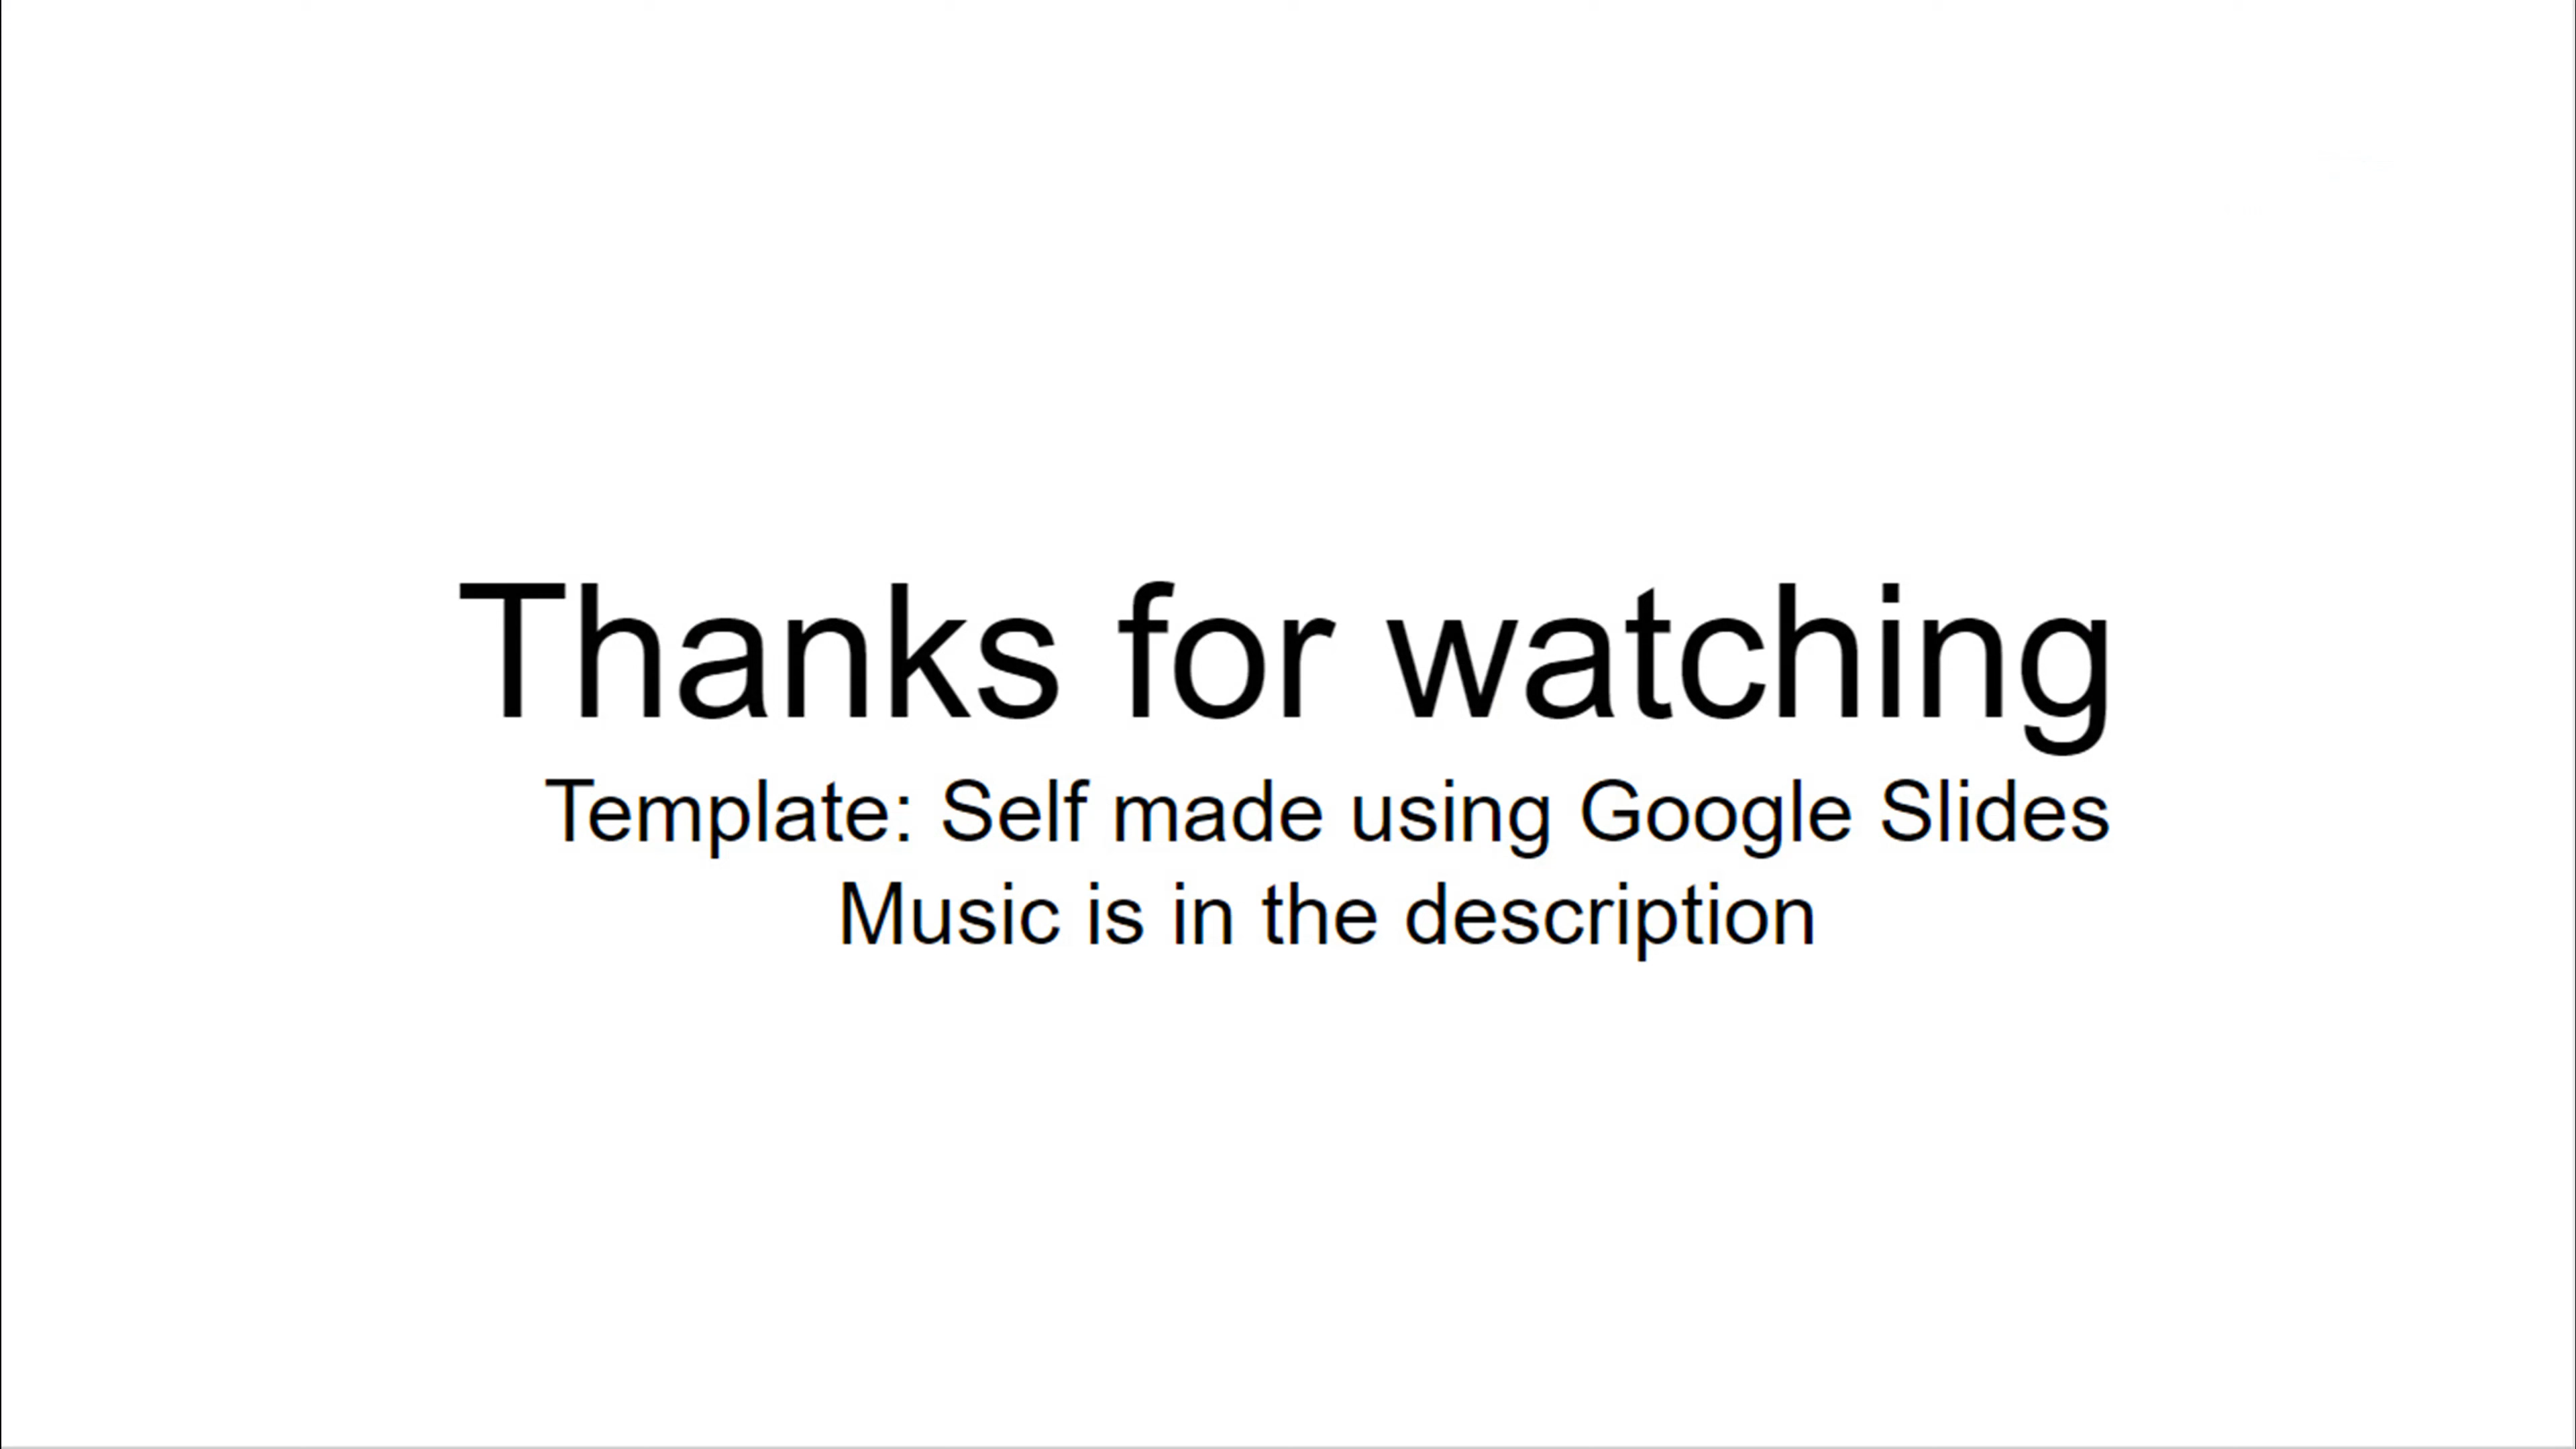 Thanks for watching
Template: Self made using Google Slides
Music is in the description